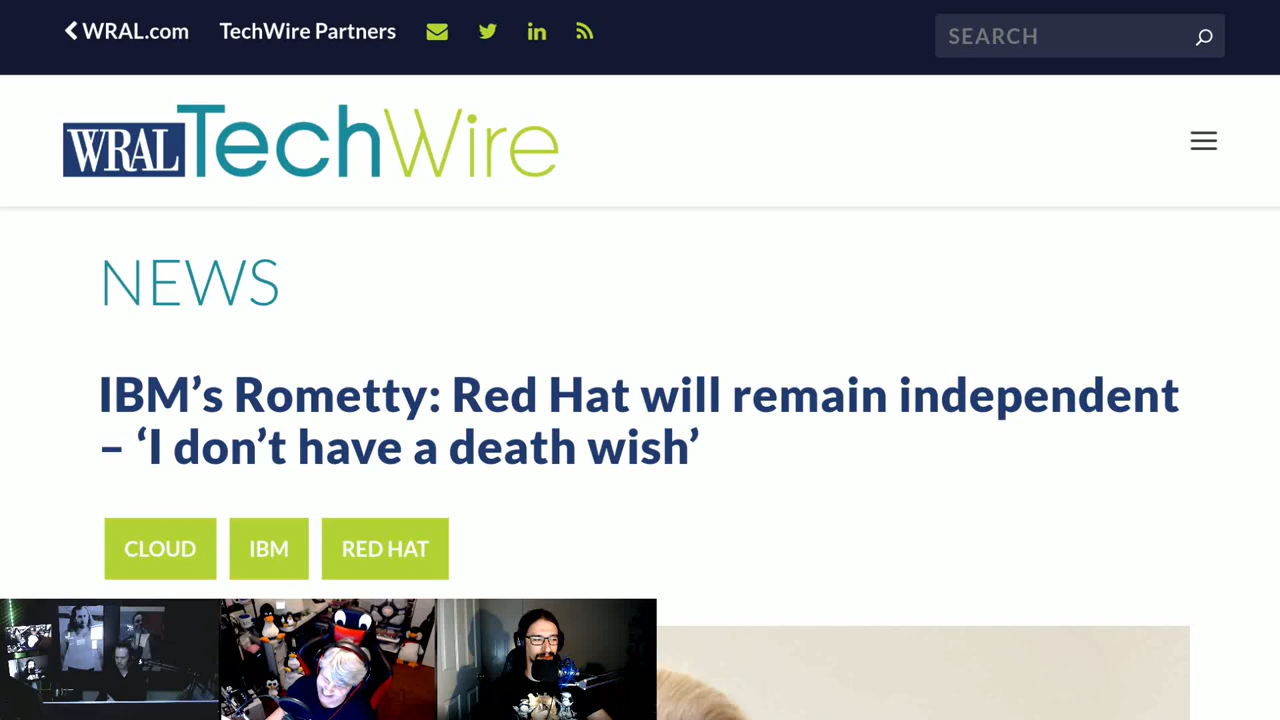 WRAL.com TechWire Partners SEARCH
WRAL TechWire
NEWS
IBM’s Rometty: Red Hat will remain independent
– ‘I don’t have a death wish’
CLOUD IBM RED HAT